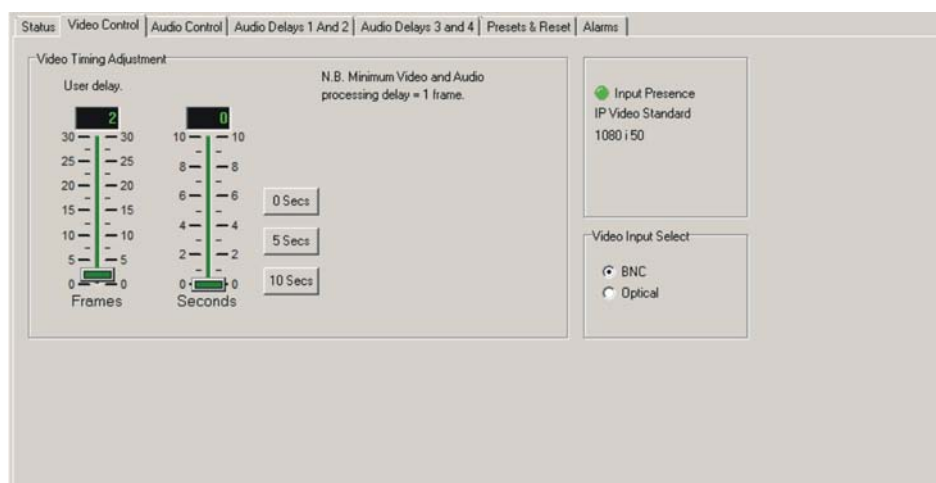 Status Video Control Audio Control Audio Delays 1 And 2 Audio Delays 3 and 4 Presets & Reset Alarms
Video Timing Adjustment
User delay.
N.B. Minimum Video and Audio
processing delay = 1 frame.
2 0
30 30 10 10
25 25 8 8
20 20 6 6
15 15 4 4
10 10 2 2
5 5 0 0
0 0
Frames Seconds
0 Secs
5 Secs
10 Secs
Input Presence
IP Video Standard
1080 i 50
Video Input Select
BNC
Optical